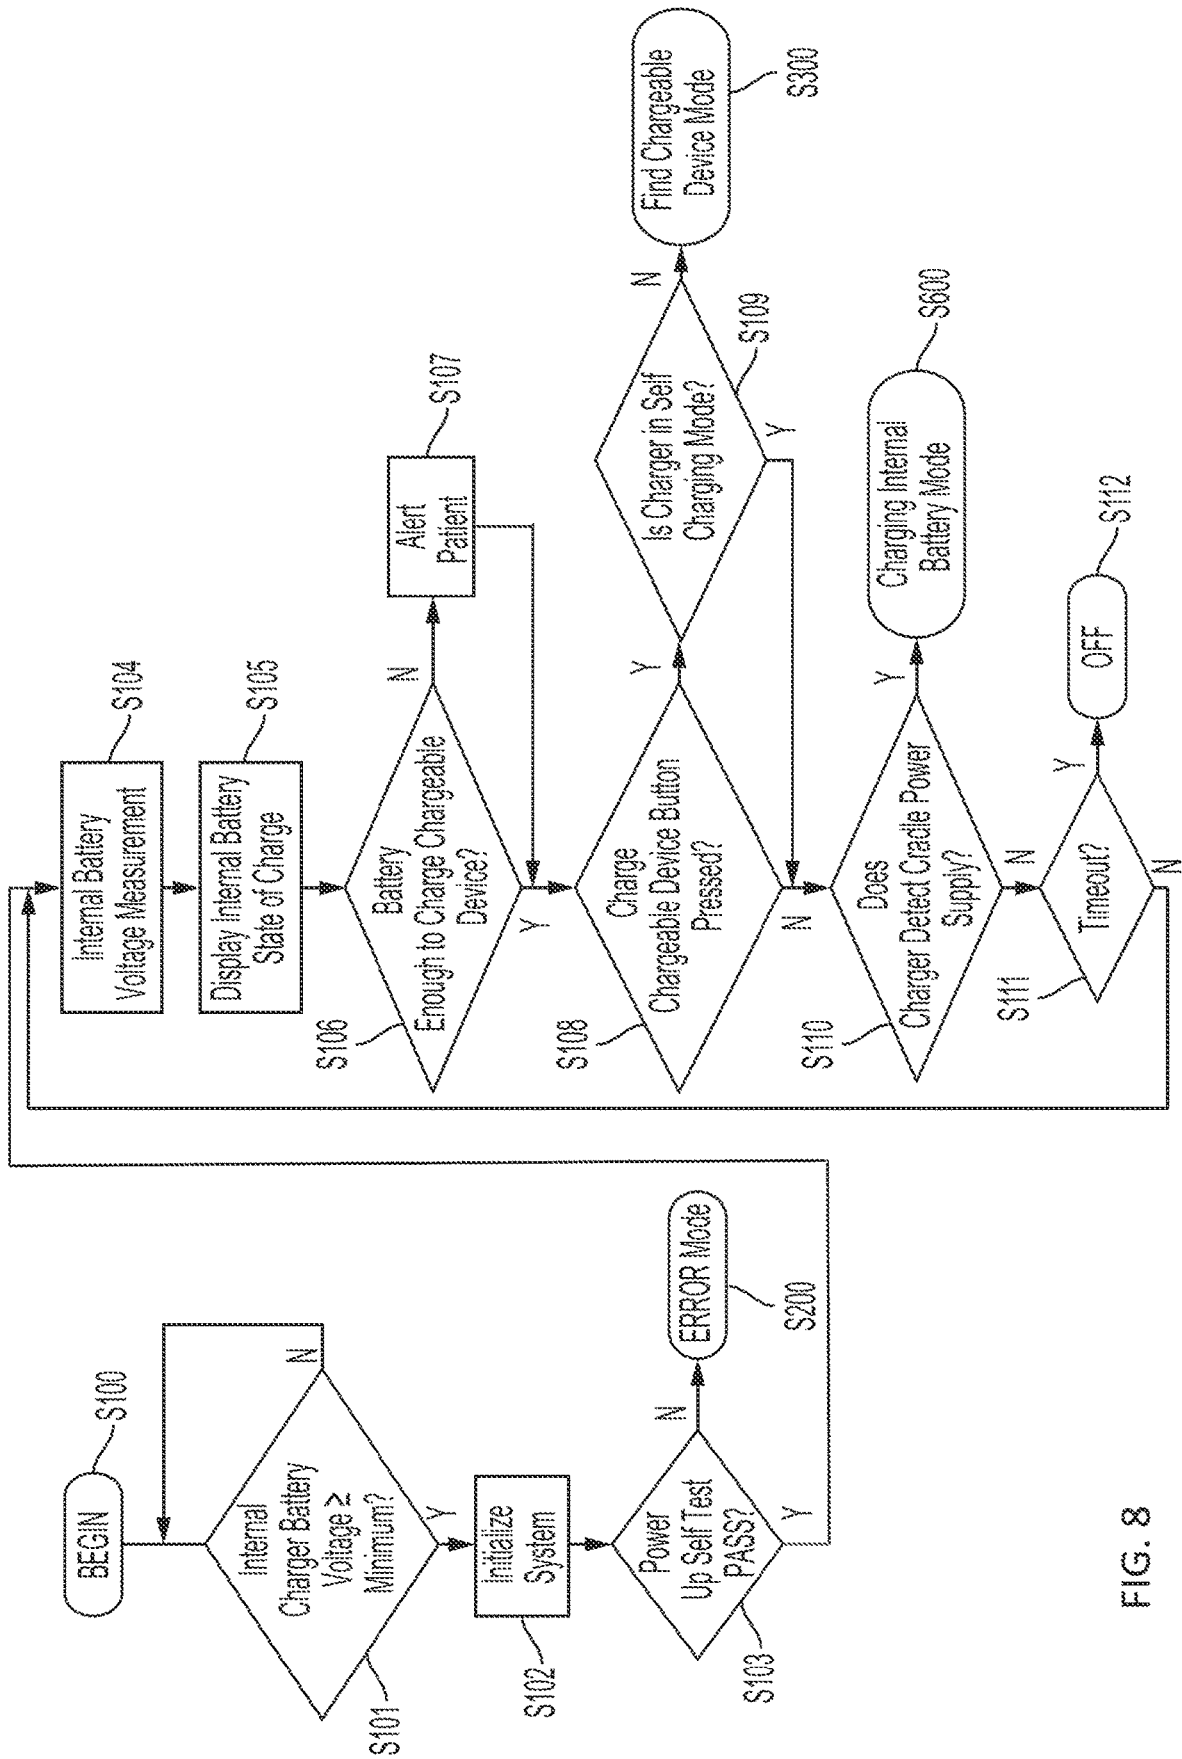 BEGIN
S100
Internal
Charger Battery
Voltage ≥
Minimum?
N
Y
S101
Initialize
System
S102
Power
Up Self Test
PASS?
N
Y
S103
ERROR Mode
S200
Internal Battery
Voltage Measurement
S104
Display Internal Battery
State of Charge
S105
Battery
Enough to Charge Chargeable
Device?
N
Y
S106
Alert
Patient
S107
Charge
Chargeable Device Button
Pressed?
Y
N
S108
Is Charger in Self
Charging Mode?
N
Y
S109
Find Chargeable
Device Mode
S300
Does
Charger Detect Cradle Power
Supply?
Y
N
S110
Charging Internal
Battery Mode
S600
Timeout?
Y
N
S111
OFF
S112
FIG. 8